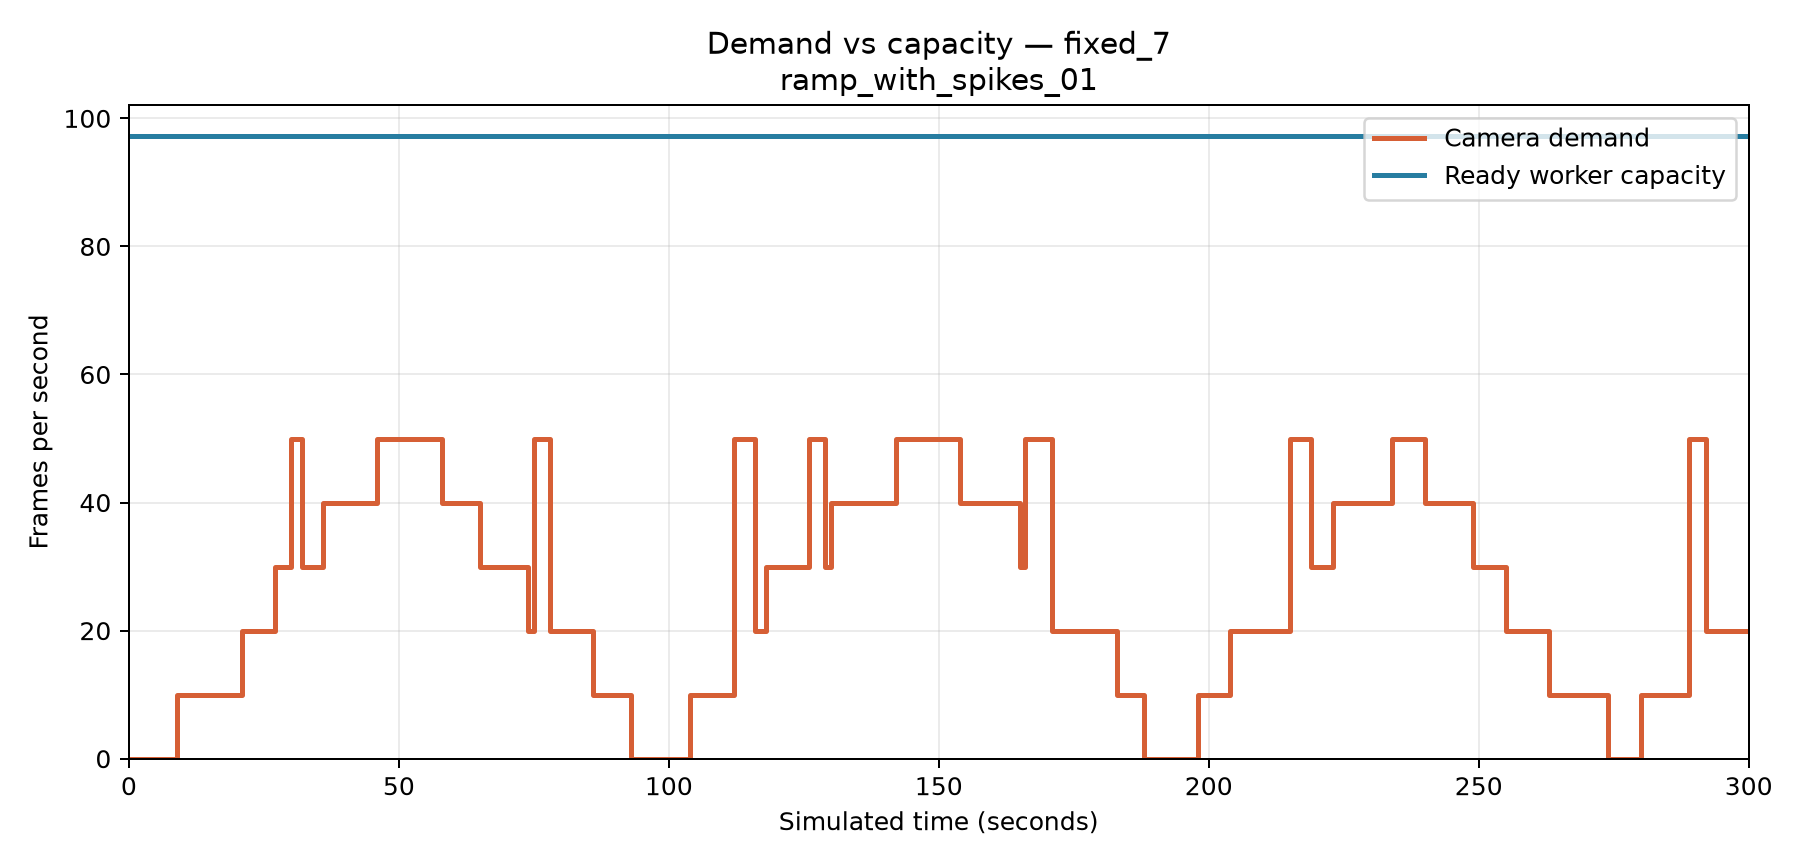 Demand vs capacity — fixed_7
ramp_with_spikes_01
Camera demand
Ready worker capacity
Frames per second
100
80
60
40
20
0
0 50 100 150 200 250 300
Simulated time (seconds)